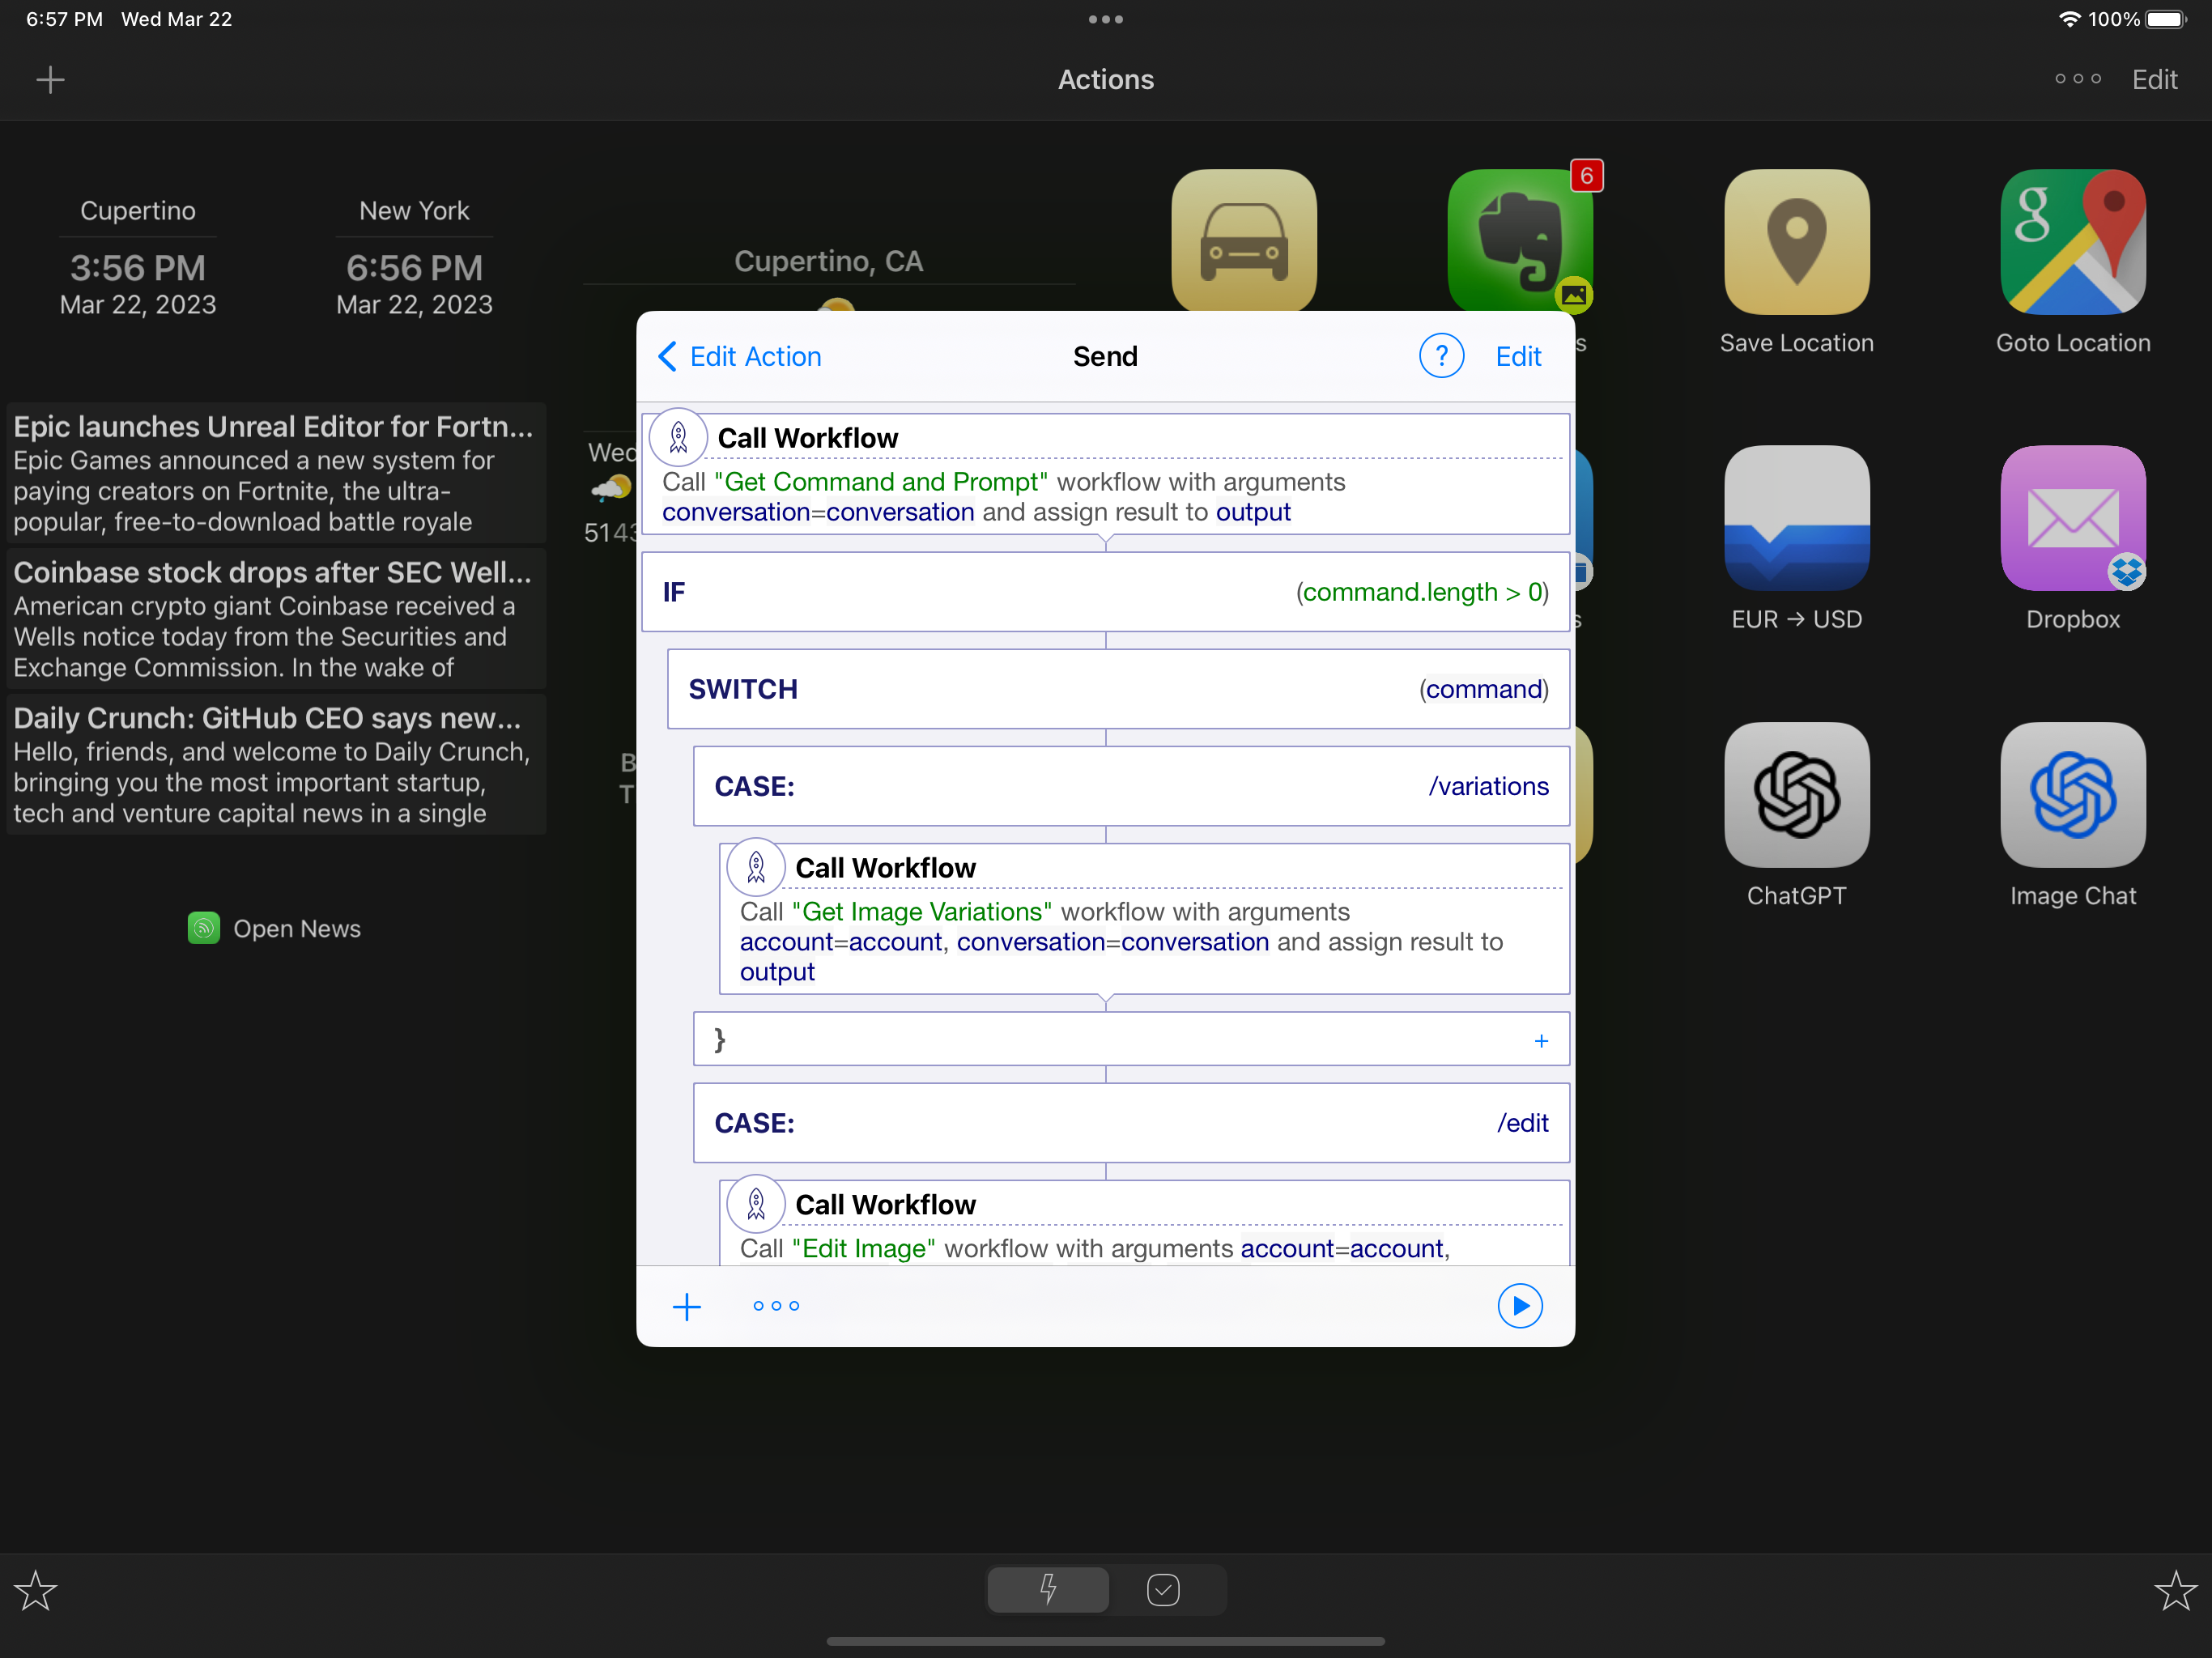 6:57 PM Wed Mar 22
100%
Actions
Edit
Cupertino
3:56 PM
Mar 22, 2023
New York
6:56 PM
Mar 22, 2023
Cupertino, CA
6
g
s
Save Location
Goto Location
Epic launches Unreal Editor for Fortn...
Epic Games announced a new system for
paying creators on Fortnite, the ultra-
popular, free-to-download battle royale
Coinbase stock drops after SEC Well...
American crypto giant Coinbase received a
Wells notice today from the Securities and
Exchange Commission. In the wake of
Daily Crunch: GitHub CEO says new...
Hello, friends, and welcome to Daily Crunch,
bringing you the most important startup,
tech and venture capital news in a single
Open News
Wed
B
T
s
EUR → USD
Dropbox
ChatGPT
Image Chat
Edit Action
Send
?
Edit
Call Workflow
Call "Get Command and Prompt" workflow with arguments
conversation=conversation and assign result to output
IF (command.length > 0)
SWITCH (command)
CASE: /variations
Call Workflow
Call "Get Image Variations" workflow with arguments
account=account, conversation=conversation and assign result to
output
} +
CASE: /edit
Call Workflow
Call "Edit Image" workflow with arguments account=account,